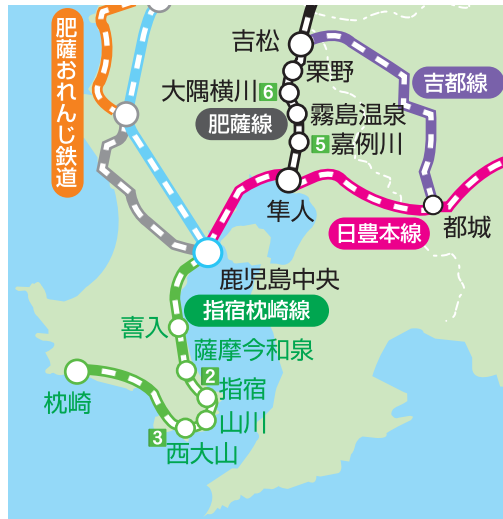 吉松
栗野
肥薩おれんじ鉄道
吉都線
大隅横川
6
霧島温泉
肥薩線
5
嘉例川
隼人
都城
日豊本線
鹿児島中央
指宿枕崎線
喜入
薩摩今和泉
2
指宿
枕崎
山川
3
西大山